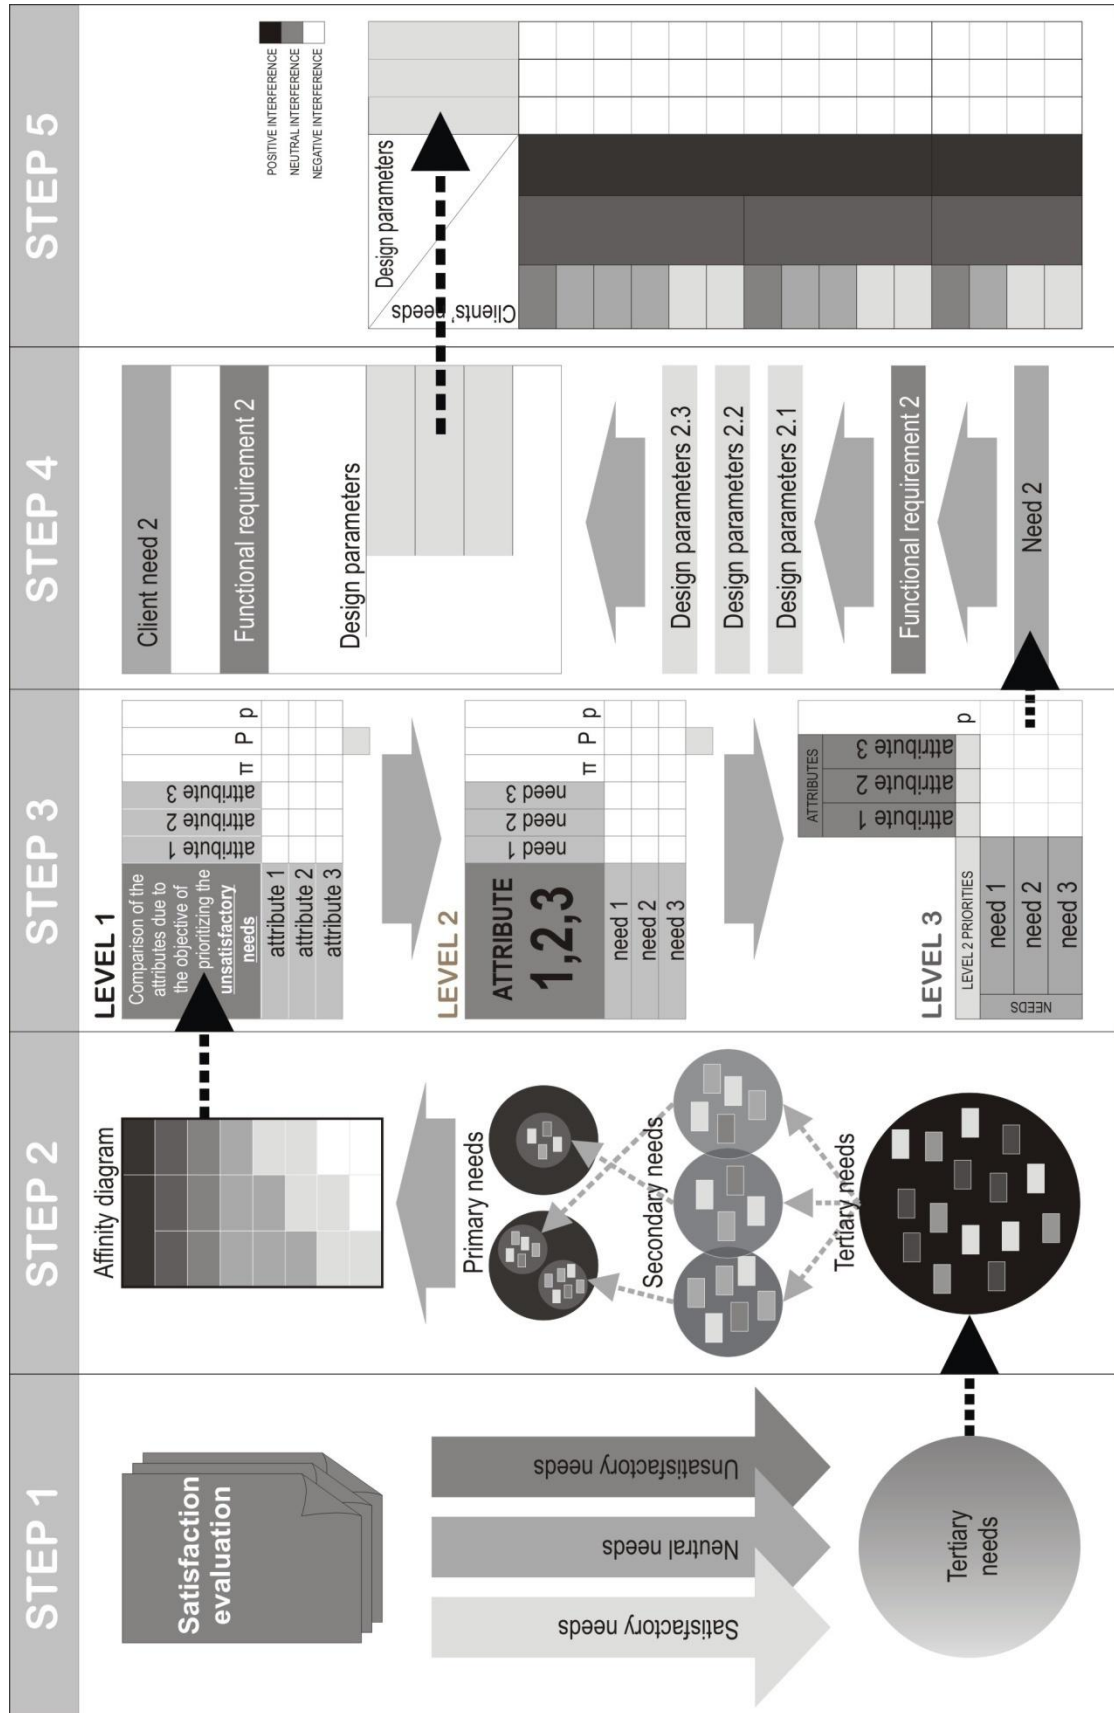 STEP 1
Satisfaction
evaluation
Satisfactory needs
Neutral needs
Unsatisfactory needs
Tertiary
needs
STEP 2
Affinity diagram
Primary needs
Secondary needs
Tertiary needs
STEP 3
LEVEL 1
Comparison of the
attributes due to
the objective of
prioritizing the
unsatisfactory
needs
attribute 1
attribute 2
attribute 3
π
P
p
attribute 1
attribute 2
attribute 3
LEVEL 2
ATTRIBUTE
1,2,3
need 1
need 2
need 3
π
P
p
need 1
need 2
need 3
LEVEL 3
ATTRIBUTES
attribute 1
attribute 2
attribute 3
p
LEVEL 2 PRIORITIES
NEEDS
need 1
need 2
need 3
STEP 4
Client need 2
Functional requirement 2
Design parameters
Design parameters 2.3
Design parameters 2.2
Design parameters 2.1
Functional requirement 2
Need 2
STEP 5
POSITIVE INTERFERENCE
NEUTRAL INTERFERENCE
NEGATIVE INTERFERENCE
Design parameters
Clients' needs